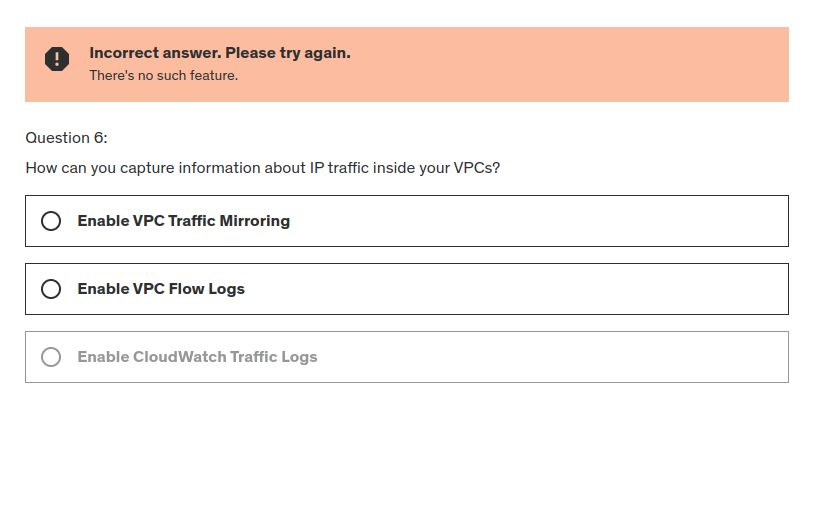 Incorrect answer. Please try again.
There's no such feature.
Question 6:
How can you capture information about IP traffic inside your VPCs?
Enable VPC Traffic Mirroring
Enable VPC Flow Logs
Enable CloudWatch Traffic Logs